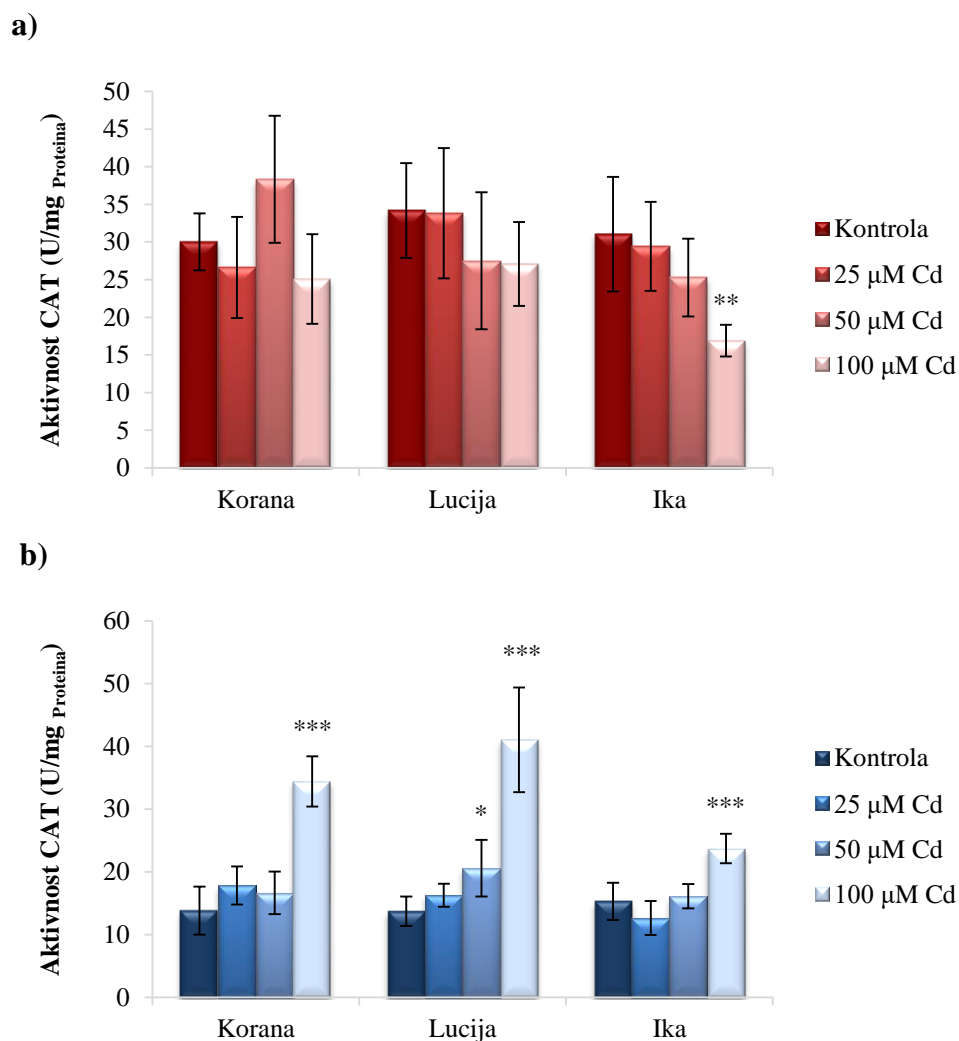 a)
Aktivnost CAT (U/mg Proteina)
50
45
40
35
30
25
20
15
10
5
0
**
Korana Lucija Ika
Kontrola
25 µM Cd
50 µM Cd
100 µM Cd
b)
Aktivnost CAT (U/mg Proteina)
60
50
40
30
20
10
0
***
*
***
***
Korana Lucija Ika
Kontrola
25 µM Cd
50 µM Cd
100 µM Cd